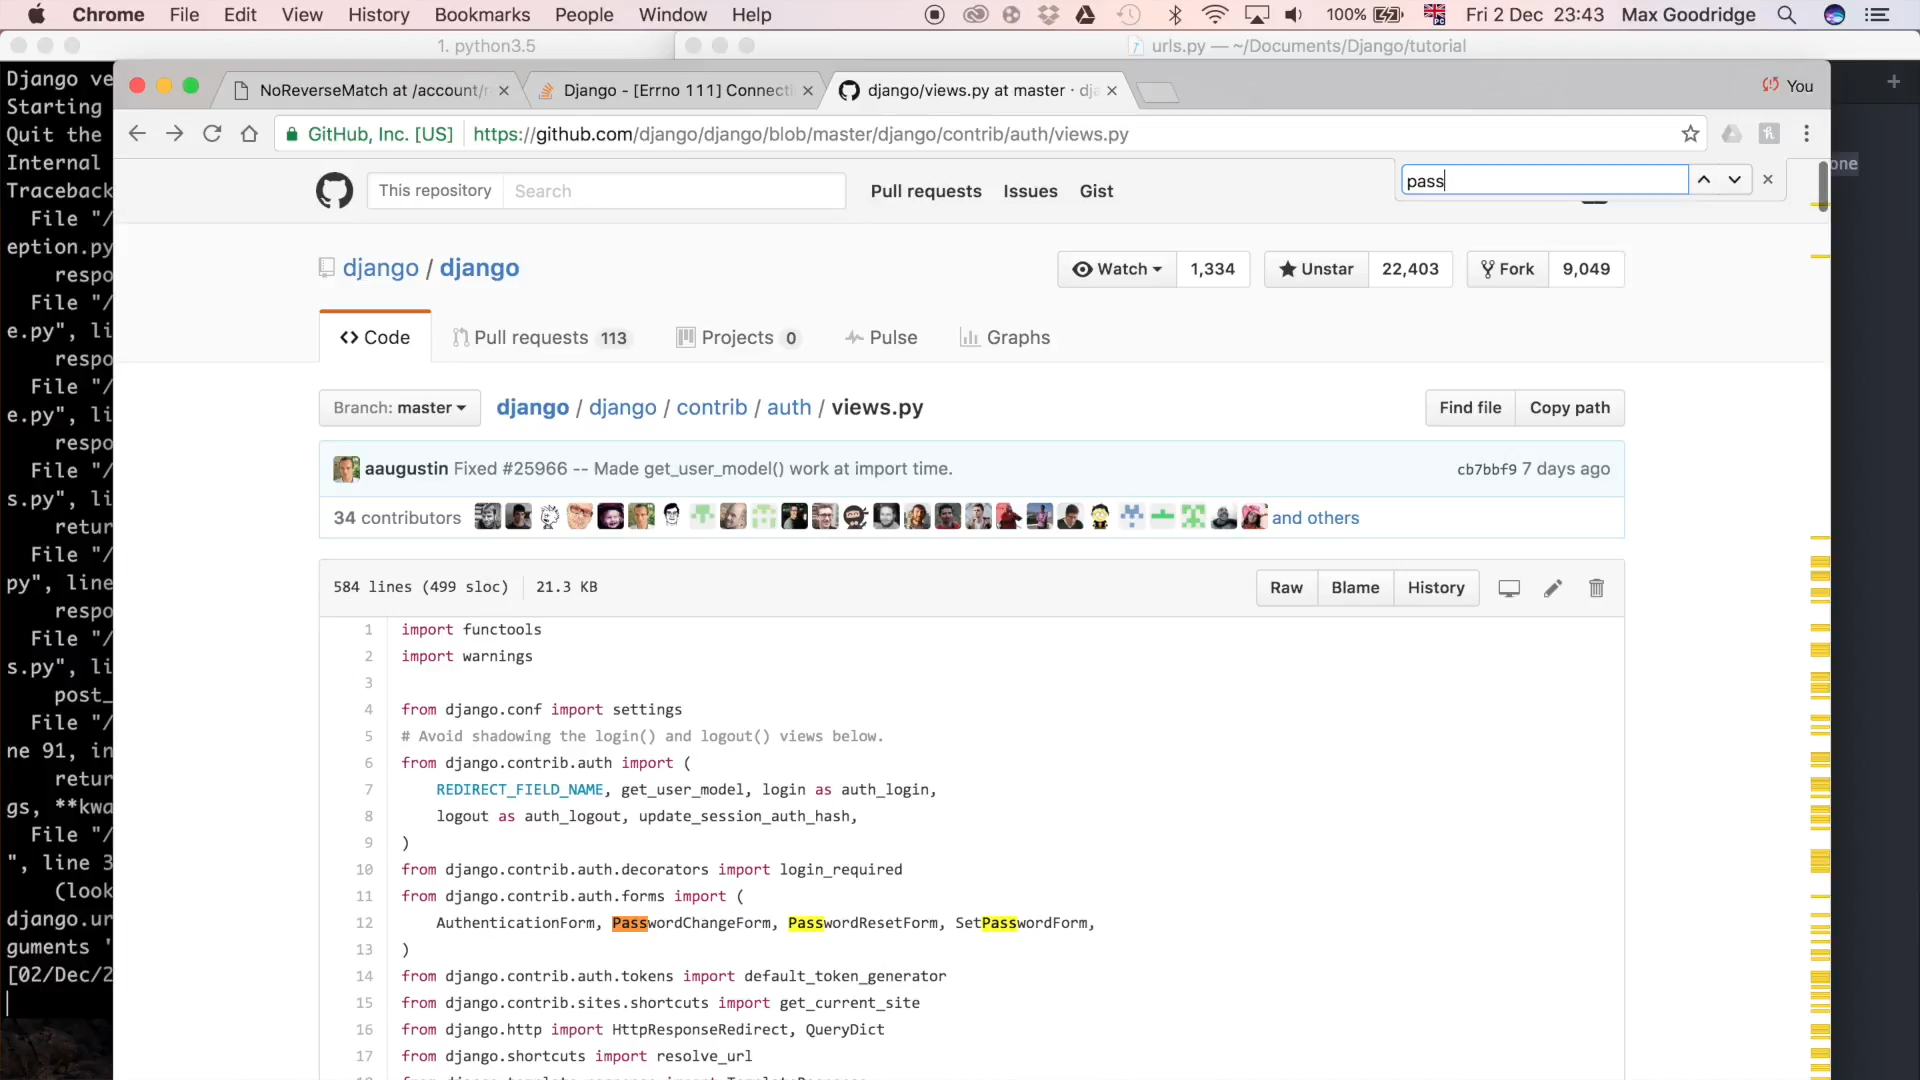 Chrome File Edit View History Bookmarks People Window Help 100% Fri 2 Dec 23:43 Max Goodridge
1. python3.5
urls.py — ~/Documents/Django/tutorial
NoReverseMatch at /account/r
Django - [Errno 111] Connecti
django/views.py at master · dja
You
GitHub, Inc. [US] https://github.com/django/django/blob/master/django/contrib/auth/views.py
pass
one
This repository Search Pull requests Issues Gist
django / django
Watch 1,334 Unstar 22,403 Fork 9,049
Code Pull requests 113 Projects 0 Pulse Graphs
Branch: master django / django / contrib / auth / views.py Find file Copy path
aaugustin Fixed #25966 -- Made get_user_model() work at import time. cb7bbf9 7 days ago
34 contributors and others
584 lines (499 sloc) 21.3 KB Raw Blame History
1 import functools
2 import warnings
3
4 from django.conf import settings
5 # Avoid shadowing the login() and logout() views below.
6 from django.contrib.auth import (
7 REDIRECT_FIELD_NAME, get_user_model, login as auth_login,
8 logout as auth_logout, update_session_auth_hash,
9 )
10 from django.contrib.auth.decorators import login_required
11 from django.contrib.auth.forms import (
12 AuthenticationForm, PasswordChangeForm, PasswordResetForm, SetPasswordForm,
13 )
14 from django.contrib.auth.tokens import default_token_generator
15 from django.contrib.sites.shortcuts import get_current_site
16 from django.http import HttpResponseRedirect, QueryDict
17 from django.shortcuts import resolve_url
Django ve
Starting
Quit the
Internal
Traceback
File "/
eption.py
respo
File "/
e.py", li
respo
File "/
e.py", li
respo
File "/
s.py", li
retur
File "/
py", line
respo
File "/
s.py", li
post_
File "/
ne 91, in
retur
gs, **kwa
File "/
", line 3
(look
django.ur
guments '
[02/Dec/2